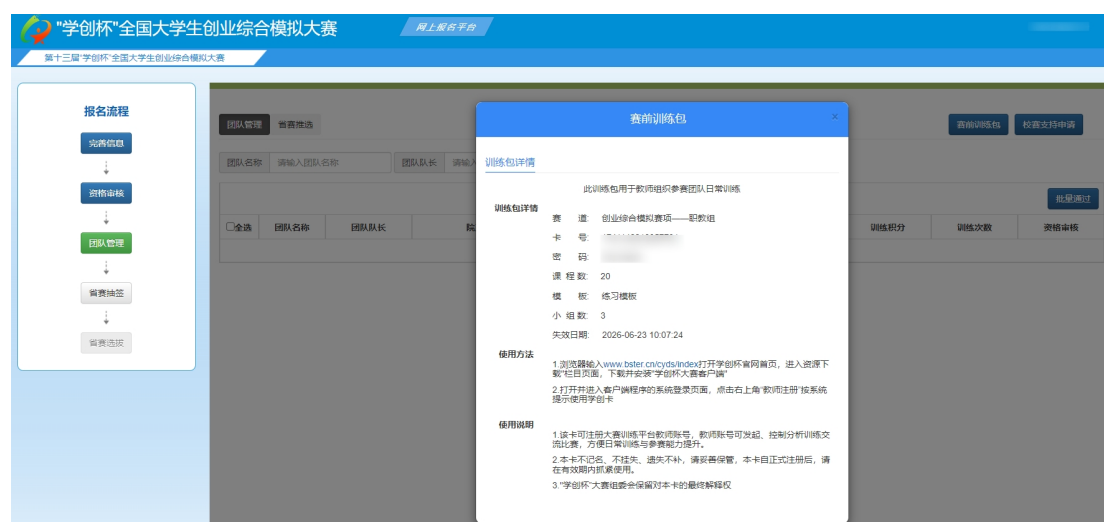 "学创杯"全国大学生创业综合模拟大赛
网上报名平台
第十三届"学创杯"全国大学生创业综合模拟大赛
报名流程
完善信息
资格审核
团队管理
省赛抽签
省赛选拔
团队管理 省赛推选
赛前训练包 校赛支持申请
团队名称 请输入团队名称 团队队长 请输入
批量通过
全选 团队名称 团队队长 院 训练积分 训练次数 资格审核
赛前训练包 ×
训练包详情
此训练包用于教师组织参赛团队日常训练
训练包详情
赛 道: 创业综合模拟赛项——职教组
卡 号:
密 码:
课 程 数: 20
模 板: 练习模板
小 组 数: 3
失效日期: 2026-06-23 10:07:24
使用方法
1.浏览器输入www.bster.cn/cyds/index打开学创杯官网首页，进入资源下
载"栏目页面，下载并安装"学创杯大赛客户端"
2.打开并进入客户端程序的系统登录页面，点击右上角"教师注册"按系统
提示使用学创卡
使用说明
1.该卡可注册大赛训练平台教师账号，教师账号可发起、控制分析训练交
流比赛，方便日常训练与参赛能力提升。
2.本卡不记名、不挂失、遗失不补，请妥善保管，本卡自正式注册后，请
在有效期内抓紧使用。
3."学创杯"大赛组委会保留对本卡的最终解释权